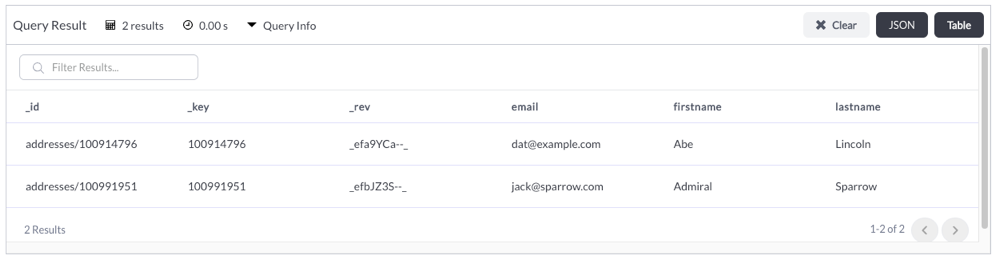 Query Result 2 results 0.00 s Query Info Clear JSON Table
Filter Results...
_id _key _rev email firstname lastname
addresses/100914796 100914796 _efa9YCa--_ dat@example.com Abe Lincoln
addresses/100991951 100991951 _efbJZ3S--_ jack@sparrow.com Admiral Sparrow
2 Results 1-2 of 2